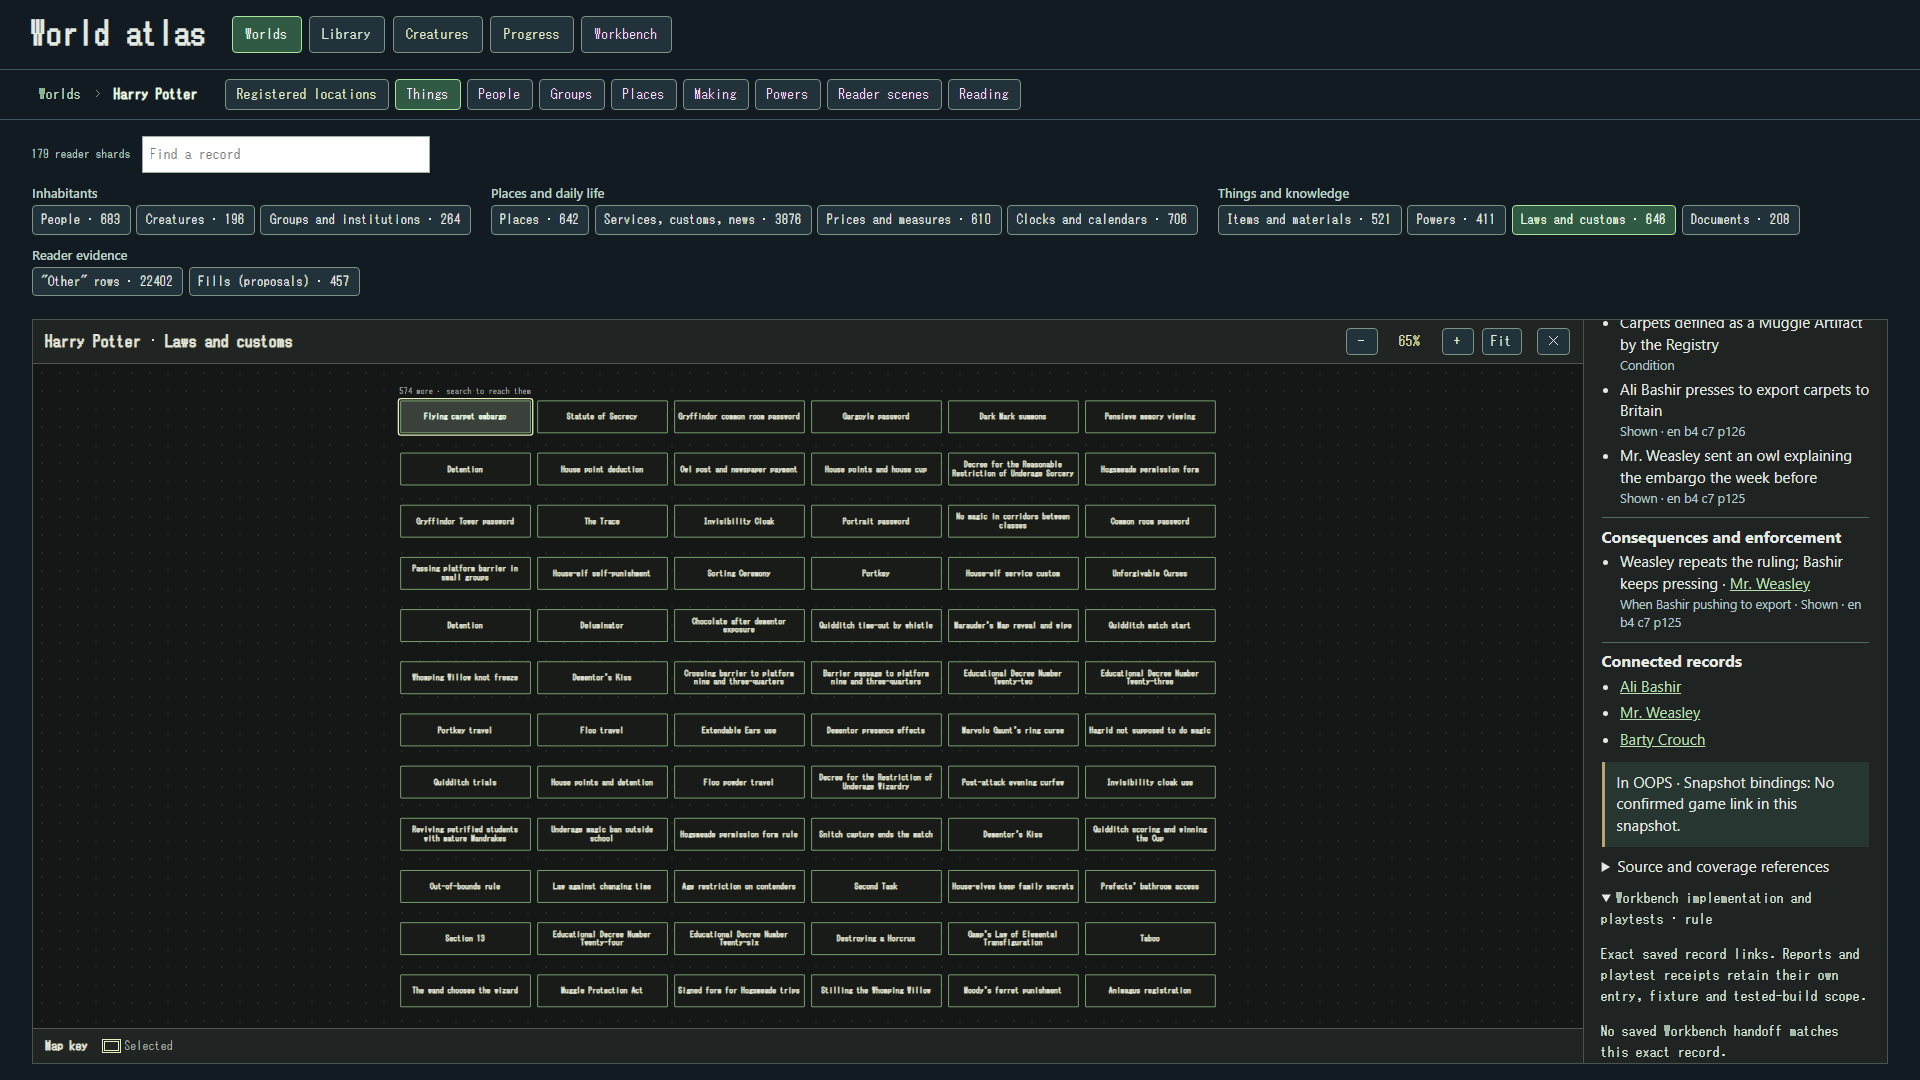 World atlas
Worlds
Library
Creatures
Progress
Workbench
Worlds > Harry Potter
Registered locations
Things
People
Groups
Places
Making
Powers
Reader scenes
Reading
179 reader shards
Find a record
Inhabitants
People · 683
Creatures · 196
Groups and institutions · 264
Places and daily life
Places · 642
Services, customs, news · 3076
Prices and measures · 610
Clocks and calendars · 706
Things and knowledge
Items and materials · 521
Powers · 411
Laws and customs · 646
Documents · 208
Reader evidence
"Other" rows · 22402
Fills (proposals) · 457
Harry Potter · Laws and customs
- 65% + Fit ×
574 more · search to reach them
Flying carpet embargo
Statute of Secrecy
Gryffindor common room password
Gargoyle password
Dark Mark summons
Pensieve memory viewing
Detention
House point deduction
Owl post and newspaper payment
House points and house cup
Decree for the Reasonable
Restriction of Underage Sorcery
Hogsmeade permission form
Gryffindor Tower password
The Trace
Invisibility Cloak
Portrait password
No magic in corridors between
classes
Common room password
Passing platform barrier in
small groups
House-elf self-punishment
Sorting Ceremony
Portkey
House-elf service custom
Unforgivable Curses
Detention
Deluminator
Chocolate after dementor
exposure
Quidditch time-out by whistle
Marauder's Map reveal and wipe
Quidditch match start
Whomping Willow knot freeze
Dementor's Kiss
Crossing barrier to platform
nine and three-quarters
Barrier passage to platform
nine and three-quarters
Educational Decree Number
Twenty-two
Educational Decree Number
Twenty-three
Portkey travel
Floo travel
Extendable Ears use
Dementor presence effects
Marvolo Gaunt's ring curse
Hagrid not supposed to do magic
Quidditch trials
House points and detention
Floo powder travel
Decree for the Restriction of
Underage Wizardry
Post-attack evening curfew
Invisibility cloak use
Reviving petrified students
with mature Mandrakes
Underage magic ban outside
school
Hogsmeade permission form rule
Snitch capture ends the match
Dementor's Kiss
Quidditch scoring and winning
the Cup
Out-of-bounds rule
Law against changing time
Age restriction on contenders
Second Task
House-elves keep family secrets
Prefects' bathroom access
Section 13
Educational Decree Number
Twenty-four
Educational Decree Number
Twenty-six
Destroying a Horcrux
Gamp's Law of Elemental
Transfiguration
Taboo
The wand chooses the wizard
Muggle Protection Act
Signed form for Hogsmeade trips
Stilling the Whomping Willow
Moody's ferret punishment
Animagus registration
Map key
Selected
• Carpets defined as a Muggle Artifact
by the Registry
Condition
• Ali Bashir presses to export carpets to
Britain
Shown · en b4 c7 p126
• Mr. Weasley sent an owl explaining
the embargo the week before
Shown · en b4 c7 p125
Consequences and enforcement
• Weasley repeats the ruling; Bashir
keeps pressing · Mr. Weasley
When Bashir pushing to export · Shown · en
b4 c7 p125
Connected records
• Ali Bashir
• Mr. Weasley
• Barty Crouch
In OOPS · Snapshot bindings: No
confirmed game link in this
snapshot.
▶ Source and coverage references
▼ Workbench implementation and
playtests · rule
Exact saved record links. Reports and
playtest receipts retain their own
entry, fixture and tested-build scope.
No saved Workbench handoff matches
this exact record.